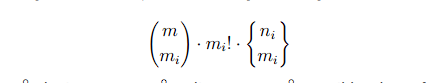 $\binom{m}{m_i} \cdot m_i! \cdot \left\{ {n_i \atop m_i} \right\}$